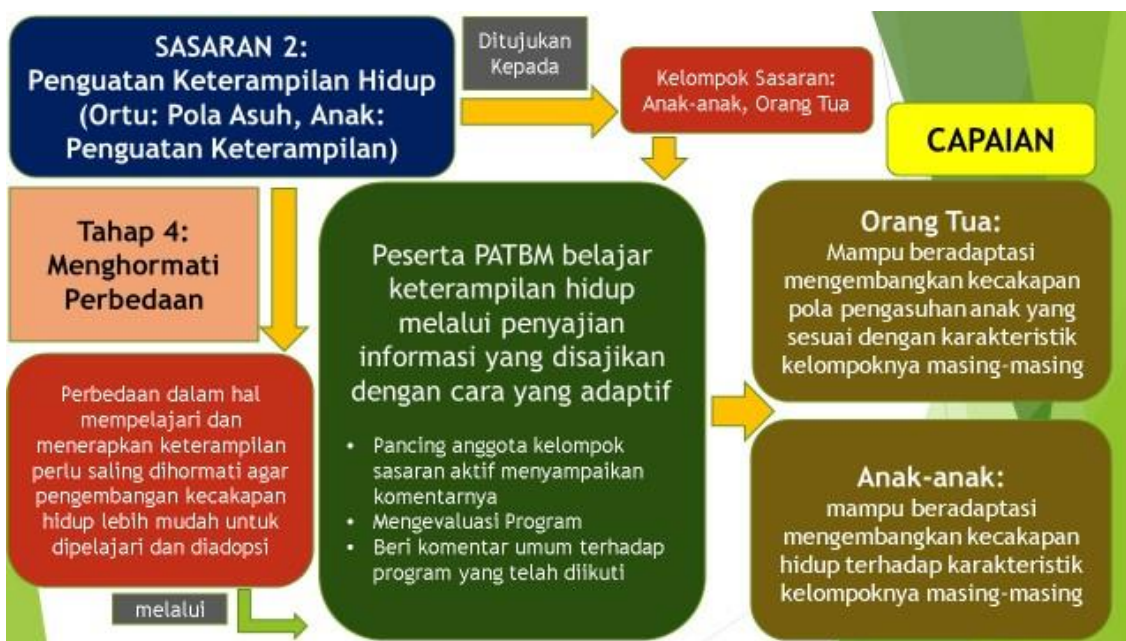 SASARAN 2:
Penguatan Keterampilan Hidup
(Ortu: Pola Asuh, Anak:
Penguatan Keterampilan)
Ditujukan
Kepada
Kelompok Sasaran:
Anak-anak, Orang Tua
CAPAIAN
Tahap 4:
Menghormati
Perbedaan
Perbedaan dalam hal
mempelajari dan
menerapkan keterampilan
perlu saling dihormati agar
pengembangan kecakapan
hidup lebih mudah untuk
dipelajari dan diadopsi
melalui
Peserta PATBM belajar
keterampilan hidup
melalui penyajian
informasi yang disajikan
dengan cara yang adaptif
• Pancing anggota kelompok
sasaran aktif menyampaikan
komentarnya
• Mengevaluasi Program
• Beri komentar umum terhadap
program yang telah diikuti
Orang Tua:
Mampu beradaptasi
mengembangkan kecakapan
pola pengasuhan anak yang
sesuai dengan karakteristik
kelompoknya masing-masing
Anak-anak:
mampu beradaptasi
mengembangkan kecakapan
hidup terhadap karakteristik
kelompoknya masing-masing